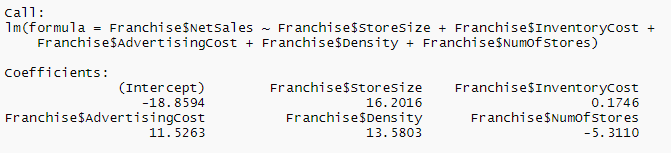 Call:
lm(formula = Franchise$NetSales ~ Franchise$StoreSize + Franchise$InventoryCost +
Franchise$AdvertisingCost + Franchise$Density + Franchise$NumOfStores)
Coefficients:
(Intercept) Franchise$StoreSize Franchise$InventoryCost
-18.8594 16.2016 0.1746
Franchise$AdvertisingCost Franchise$Density Franchise$NumOfStores
11.5263 13.5803 -5.3110